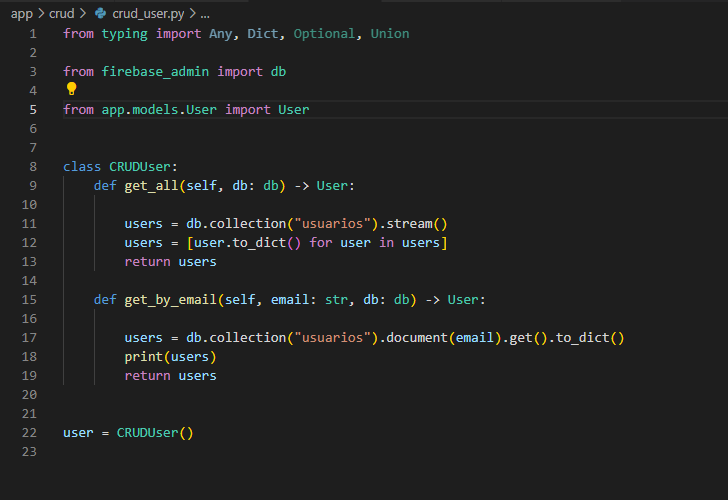 app > crud > crud_user.py > ...
1 from typing import Any, Dict, Optional, Union
2
3 from firebase_admin import db
4
5 from app.models.User import User
6
7
8 class CRUDUser:
9     def get_all(self, db: db) -> User:
10
11         users = db.collection("usuarios").stream()
12         users = [user.to_dict() for user in users]
13         return users
14
15     def get_by_email(self, email: str, db: db) -> User:
16
17         users = db.collection("usuarios").document(email).get().to_dict()
18         print(users)
19         return users
20
21
22 user = CRUDUser()
23